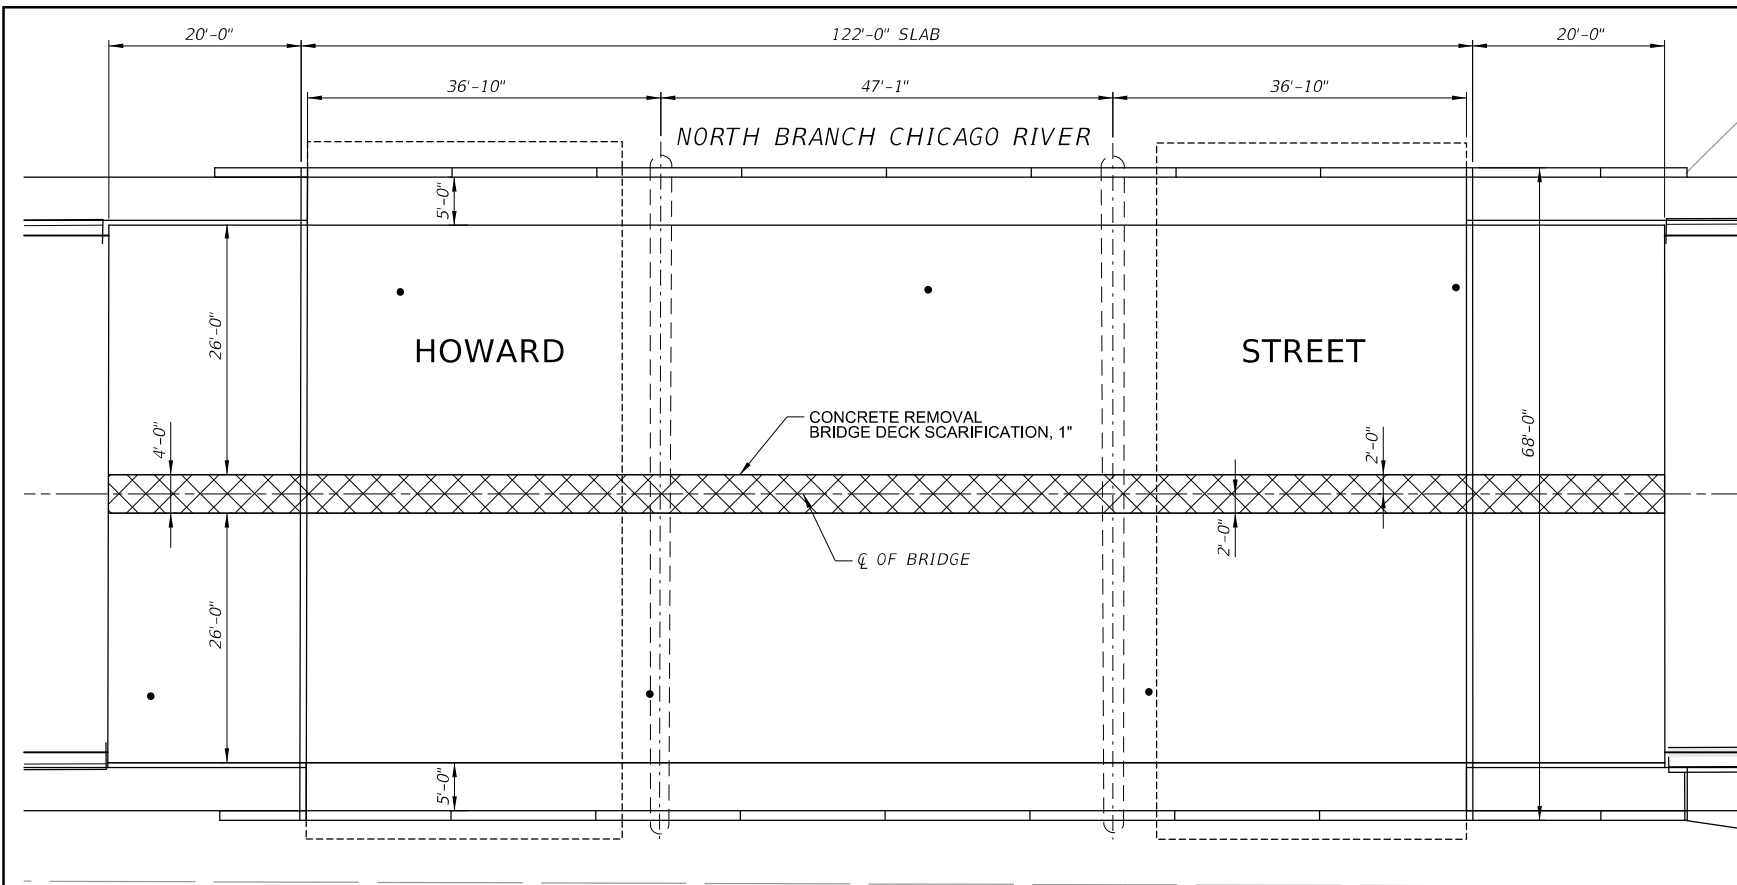 20'-0"
122'-0" SLAB
20'-0"
36'-10"
47'-1"
36'-10"
NORTH BRANCH CHICAGO RIVER
5'-0"
26'-0"
HOWARD
STREET
CONCRETE REMOVAL
BRIDGE DECK SCARIFICATION, 1"
4'-0"
2'-0"
68'-0"
2'-0"
℄ OF BRIDGE
26'-0"
5'-0"